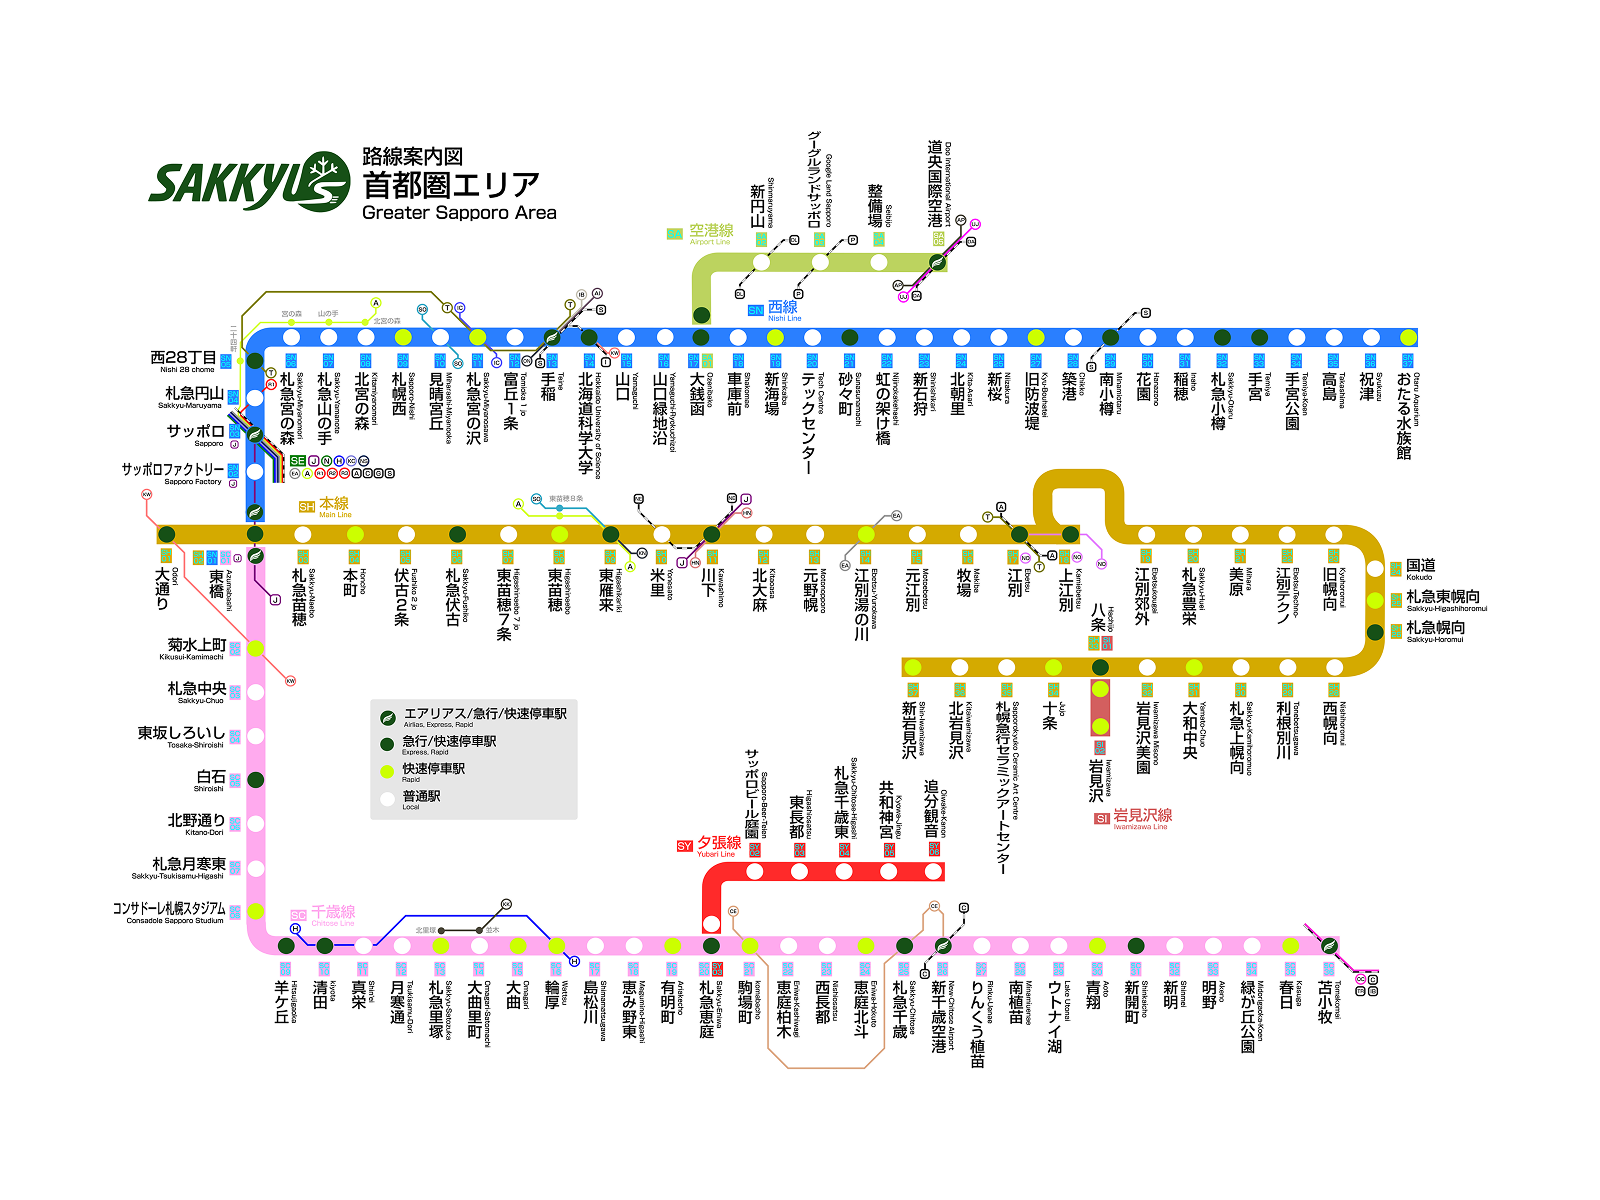 SAKKYU
路線案内図
首都圏エリア
Greater Sapporo Area
SA 空港線
Airport Line
新円山
Shinmaruyama
グーグルランドサッポロ
Google Land Sapporo
整備場
Seibijo
道央国際空港
Doo International Airport
SN 西線
Nishi Line
二十四軒
宮の森
山の手
北宮の森
西28丁目
Nishi 28 chome
札急円山
Sakkyu-Maruyama
サッポロ
Sapporo
サッポロファクトリー
Sapporo Factory
札急宮の森
Sakkyu-Miyanomori
札急山の手
Sakkyu-Yamanote
北宮の森
Kitamiyanomori
札幌西
Sapporo-Nishi
見晴宮丘
Miharashi-Miyanooka
札急宮の沢
Sakkyu-Miyanosawa
富丘1条
Tomioka 1 jo
手稲
Teine
北海道科学大学
Hokkaido University of Science
山口
Yamaguchi
山口緑地沿
Yamaguchi-Ryokuchizoi
大銭函
Ozenibako
車庫前
Shakomae
新海場
Shinkaiba
テックセンター
Tech Centre
砂々町
Sunasunamachi
虹の架け橋
Nijinokakehashi
新石狩
Shinishikari
北朝里
Kita-Asari
新桜
Niizakura
旧防波堤
Kyu-Bouhatei
築港
Chikko
南小樽
Minamiotaru
花園
Hanazono
稲穂
Inaho
札急小樽
Sakkyu-Otaru
手宮
Temiya
手宮公園
Temiya-Koen
高島
Takashima
祝津
Syukuzu
おたる水族館
Otaru Aquarium
SH 本線
Main Line
東苗穂8条
大通り
Odori
東橋
Azumabashi
札急苗穂
Sakkyu-Naebo
本町
Honcho
伏古2条
Fushiko 2 jo
札急伏古
Sakkyu-Fushiko
東苗穂7条
Higashinaebo 7 jo
東苗穂
Higashinaebo
東雁来
Higashikariki
米里
Yonesato
川下
Kawashimo
北大麻
Kitaoasa
元野幌
Motonopporo
江別湯の川
Ebetsu-Yunokawa
元江別
Motoebetsu
牧場
Makiba
江別
Ebetsu
上江別
Kamiebetsu
江別郊外
Ebetsukougai
札急豊栄
Sakkyu-Huei
美原
Mihara
江別テクノ
Ebetsu-Techno
旧幌向
Kyuhoromui
国道
Kokudo
札急東幌向
Sakkyu-Higashihoromui
札急幌向
Sakkyu-Horomui
新岩見沢
Shin-Iwamizawa
北岩見沢
Kitaiwamizawa
札幌急行セラミックアートセンター
Sapporokyuko Ceramic Art Centre
十条
Jujo
八条
Hachijo
岩見沢美園
Iwamizawa Misono
大和中央
Yamato-Chuo
札急上幌向
Sakkyu-Kamihoromuo
利根別川
Tonebetsugawa
西幌向
Nishihoromui
岩見沢
Iwamizawa
SI 岩見沢線
Iwamizawa Line
菊水上町
Kikusui-Kamimachi
札急中央
Sakkyu-Chuo
東坂しろいし
Tosaka-Shiroishi
白石
Shiroishi
北野通り
Kitano-Dori
札急月寒東
Sakkyu-Tsukisamu-Higashi
コンサドーレ札幌スタジアム
Consadole Sapporo Studium
エアリアス/急行/快速停車駅
Airlias, Express, Rapid
急行/快速停車駅
Express, Rapid
快速停車駅
Rapid
普通駅
Local
SY 夕張線
Yubari Line
サッポロビール庭園
Sapporo-Beer-Teien
東長都
Higashiosatsu
札急千歳東
Sakkyu-Chitose-Higashi
共和神宮
Kyowa-Jingu
追分観音
Oiwake-Kanon
SC 千歳線
Chitose Line
北里塚
並木
羊ケ丘
Hitsujigaoka
清田
kiyota
真栄
Shin'ei
月寒通
Tsukisamu-Dori
札急里塚
Sakkyu-Satozuka
大曲里町
Omagari-Satomachi
大曲
Omagari
輪厚
Wattsu
島松川
Shimamatsugawa
恵み野東
Megumino-Higashi
有明町
Ariakecho
札急恵庭
Sakkyu-Eniwa
駒場町
komabacho
恵庭柏木
Eniwa-Kashiwagi
西長都
Nishiosatsu
恵庭北斗
Eniwa-Hokuto
札急千歳
Sakkyu-Chitose
新千歳空港
New-Chitose Airport
りんくう植苗
Rinku-Uenae
南植苗
Minamiuenae
ウトナイ湖
Lake Utonai
青翔
Aoto
新開町
Shinkaicho
新明
Shinmei
明野
Akeno
緑が丘公園
Midorigaoka-Koen
春日
Kasuga
苫小牧
Tomakomai